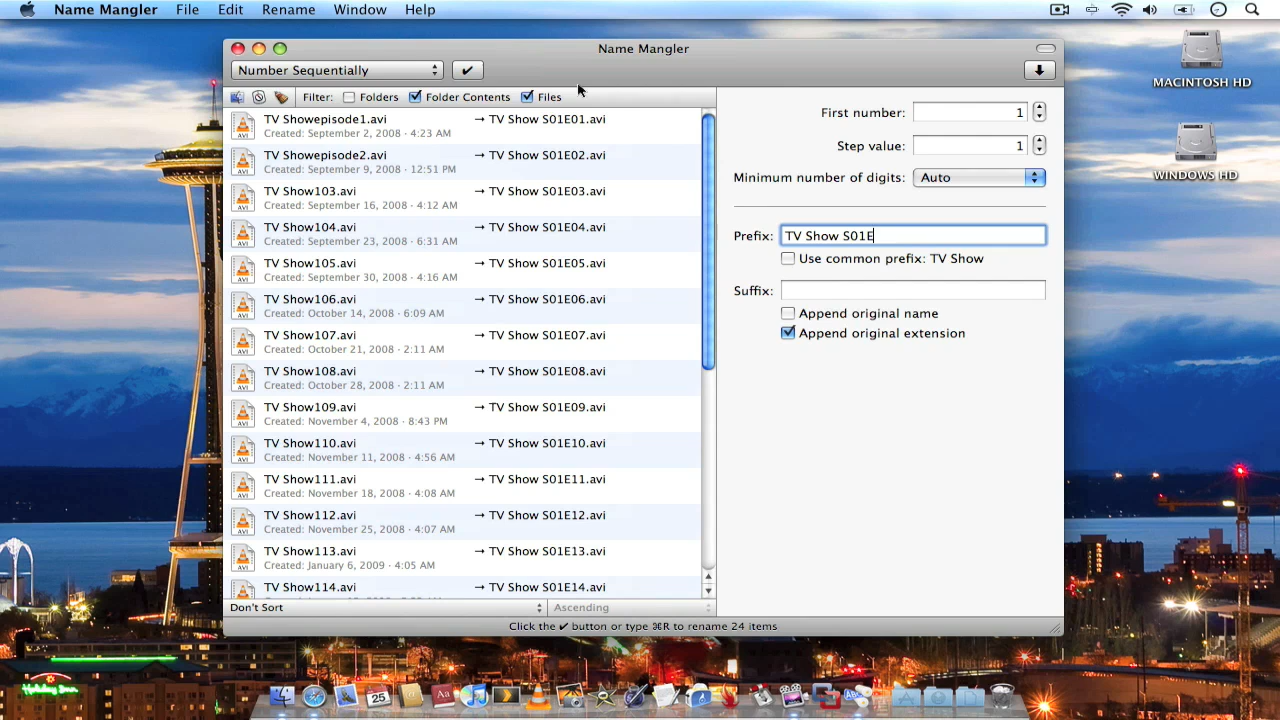 Name Mangler File Edit Rename Window Help
Name Mangler
Number Sequentially
Filter: Folders Folder Contents Files
TV Showepisode1.avi → TV Show S01E01.avi
Created: September 2, 2008 · 4:23 AM
TV Showepisode2.avi → TV Show S01E02.avi
Created: September 9, 2008 · 12:51 PM
TV Show103.avi → TV Show S01E03.avi
Created: September 16, 2008 · 4:12 AM
TV Show104.avi → TV Show S01E04.avi
Created: September 23, 2008 · 6:31 AM
TV Show105.avi → TV Show S01E05.avi
Created: September 30, 2008 · 4:16 AM
TV Show106.avi → TV Show S01E06.avi
Created: October 14, 2008 · 6:09 AM
TV Show107.avi → TV Show S01E07.avi
Created: October 21, 2008 · 2:11 AM
TV Show108.avi → TV Show S01E08.avi
Created: October 28, 2008 · 2:11 AM
TV Show109.avi → TV Show S01E09.avi
Created: November 4, 2008 · 8:43 PM
TV Show110.avi → TV Show S01E10.avi
Created: November 11, 2008 · 4:56 AM
TV Show111.avi → TV Show S01E11.avi
Created: November 18, 2008 · 4:08 AM
TV Show112.avi → TV Show S01E12.avi
Created: November 25, 2008 · 4:07 AM
TV Show113.avi → TV Show S01E13.avi
Created: January 6, 2009 · 4:05 AM
TV Show114.avi → TV Show S01E14.avi
Don't Sort Ascending
Click the ✔ button or type ⌘R to rename 24 items
First number: 1
Step value: 1
Minimum number of digits: Auto
Prefix: TV Show S01E
Use common prefix: TV Show
Suffix:
Append original name
Append original extension
MACINTOSH HD
WINDOWS HD
Holiday Inn
25
Aa